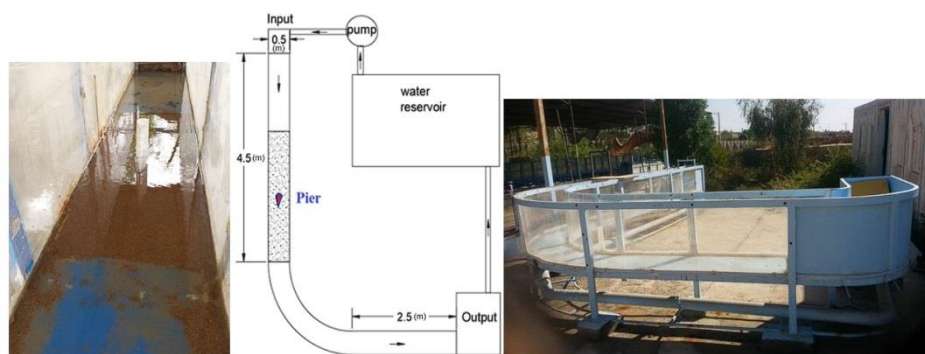 Input
pump
0.5
(m)
water
reservoir
4.5(m)
Pier
2.5(m)
Output